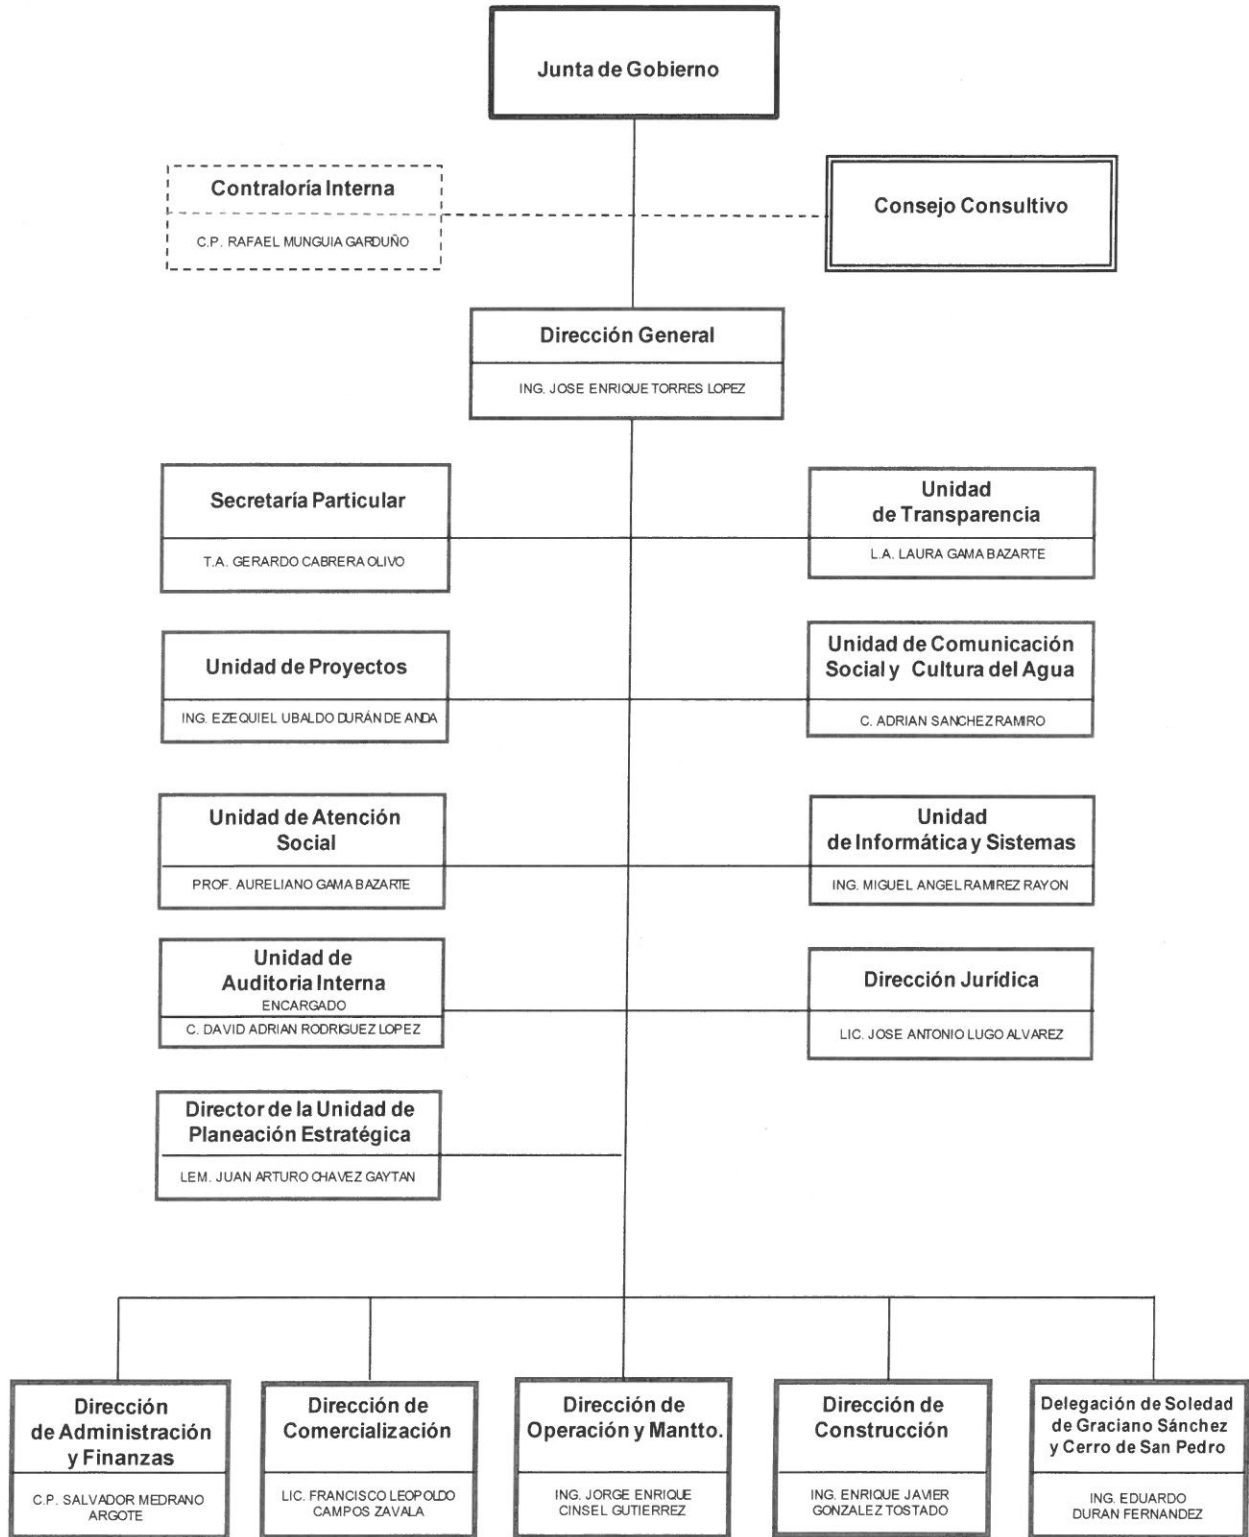 Junta de Gobierno
Contraloría Interna
C.P. RAFAEL MUNGUIA GARDUÑO
Consejo Consultivo
Dirección General
ING. JOSE ENRIQUE TORRES LOPEZ
Secretaría Particular
T.A. GERARDO CABRERA OLIVO
Unidad
de Transparencia
L.A. LAURA GAMA BAZARTE
Unidad de Proyectos
ING. EZEQUIEL UBALDO DURÁN DE ANDA
Unidad de Comunicación
Social y Cultura del Agua
C. ADRIAN SANCHEZ RAMIRO
Unidad de Atención
Social
PROF. AURELIANO GAMA BAZARTE
Unidad
de Informática y Sistemas
ING. MIGUEL ANGEL RAMIREZ RAYON
Unidad de
Auditoria Interna
ENCARGADO
C. DAVID ADRIAN RODRIGUEZ LOPEZ
Dirección Jurídica
LIC. JOSE ANTONIO LUGO ALVAREZ
Director de la Unidad de
Planeación Estratégica
LEM. JUAN ARTURO CHAVEZ GAYTAN
Dirección
de Administración
y Finanzas
C.P. SALVADOR MEDRANO
ARGOTE
Dirección de
Comercialización
LIC. FRANCISCO LEOPOLDO
CAMPOS ZAVALA
Dirección de
Operación y Mantto.
ING. JORGE ENRIQUE
CINSEL GUTIERREZ
Dirección de
Construcción
ING. ENRIQUE JAVIER
GONZALEZ TOSTADO
Delegación de Soledad
de Graciano Sánchez
y Cerro de San Pedro
ING. EDUARDO
DURAN FERNANDEZ